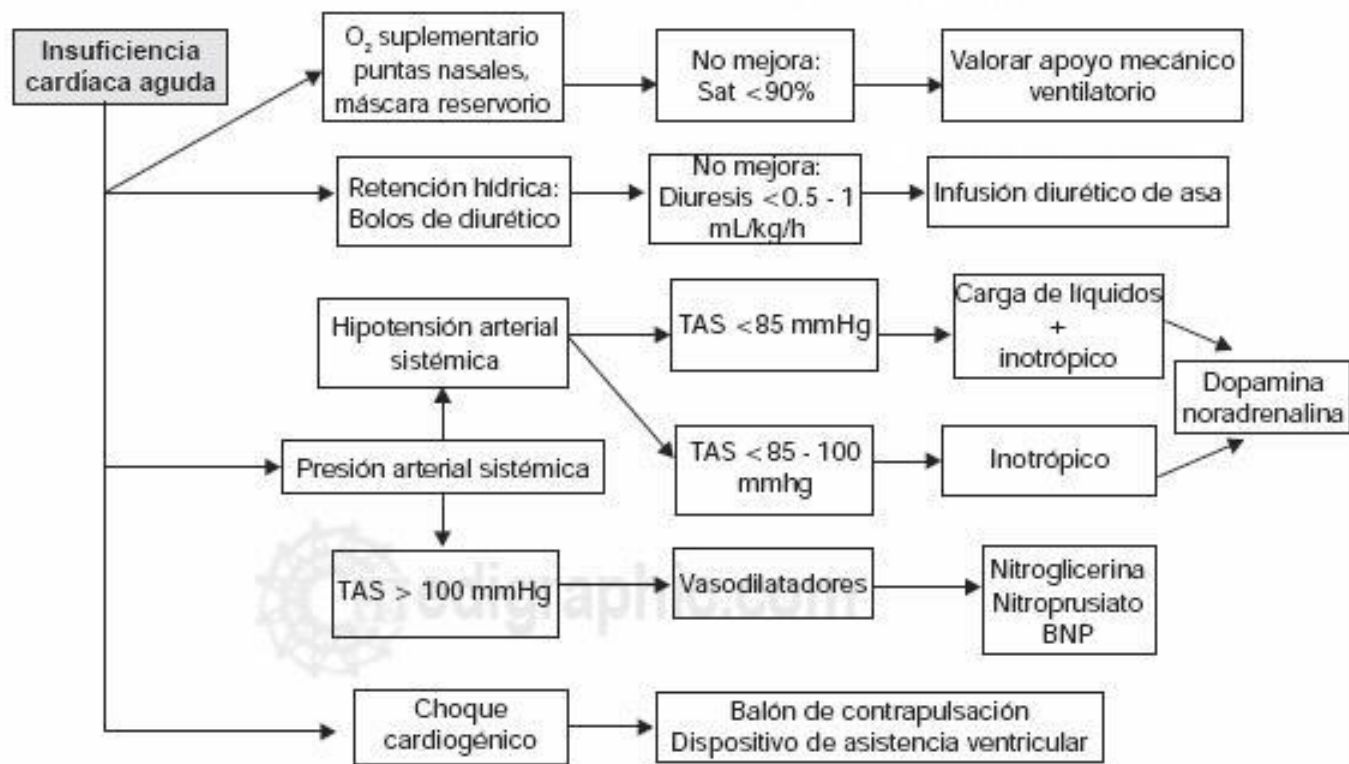 Insuficiencia
cardíaca aguda
O₂ suplementario
puntas nasales,
máscara reservorio
No mejora:
Sat <90%
Valorar apoyo mecánico
ventilatorio
Retención hídrica:
Bolos de diurético
No mejora:
Diuresis <0.5 - 1
mL/kg/h
Infusión diurético de asa
Hipotensión arterial
sistémica
TAS <85 mmHg
Carga de líquidos
+
inotrópico
Dopamina
noradrenalina
Presión arterial sistémica
TAS <85 - 100
mmhg
Inotrópico
TAS > 100 mmHg
Vasodilatadores
Nitroglicerina
Nitroprusiato
BNP
Choque
cardiogénico
Balón de contrapulsación
Dispositivo de asistencia ventricular